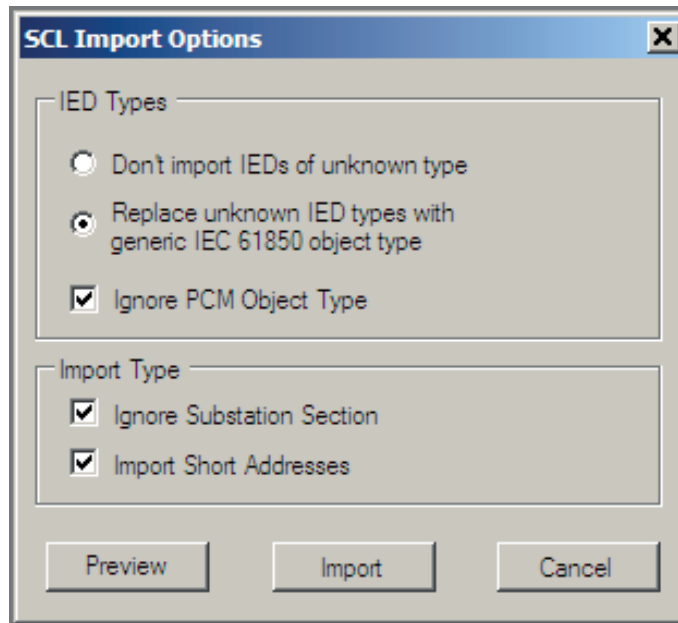 SCL Import Options
IED Types
Don't import IEDs of unknown type
Replace unknown IED types with
generic IEC 61850 object type
Ignore PCM Object Type
Import Type
Ignore Substation Section
Import Short Addresses
Preview
Import
Cancel